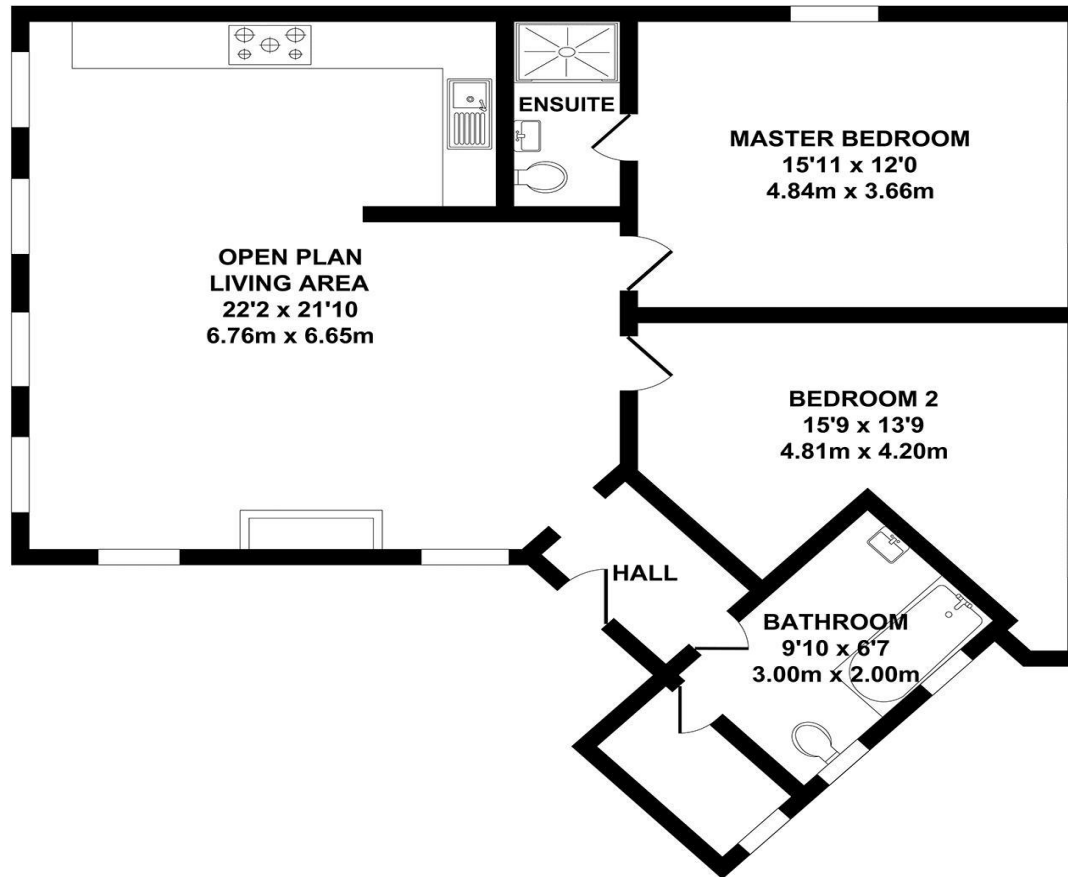 ENSUITE
MASTER BEDROOM
15'11 x 12'0
4.84m x 3.66m
OPEN PLAN
LIVING AREA
22'2 x 21'10
6.76m x 6.65m
BEDROOM 2
15'9 x 13'9
4.81m x 4.20m
HALL
BATHROOM
9'10 x 6'7
3.00m x 2.00m